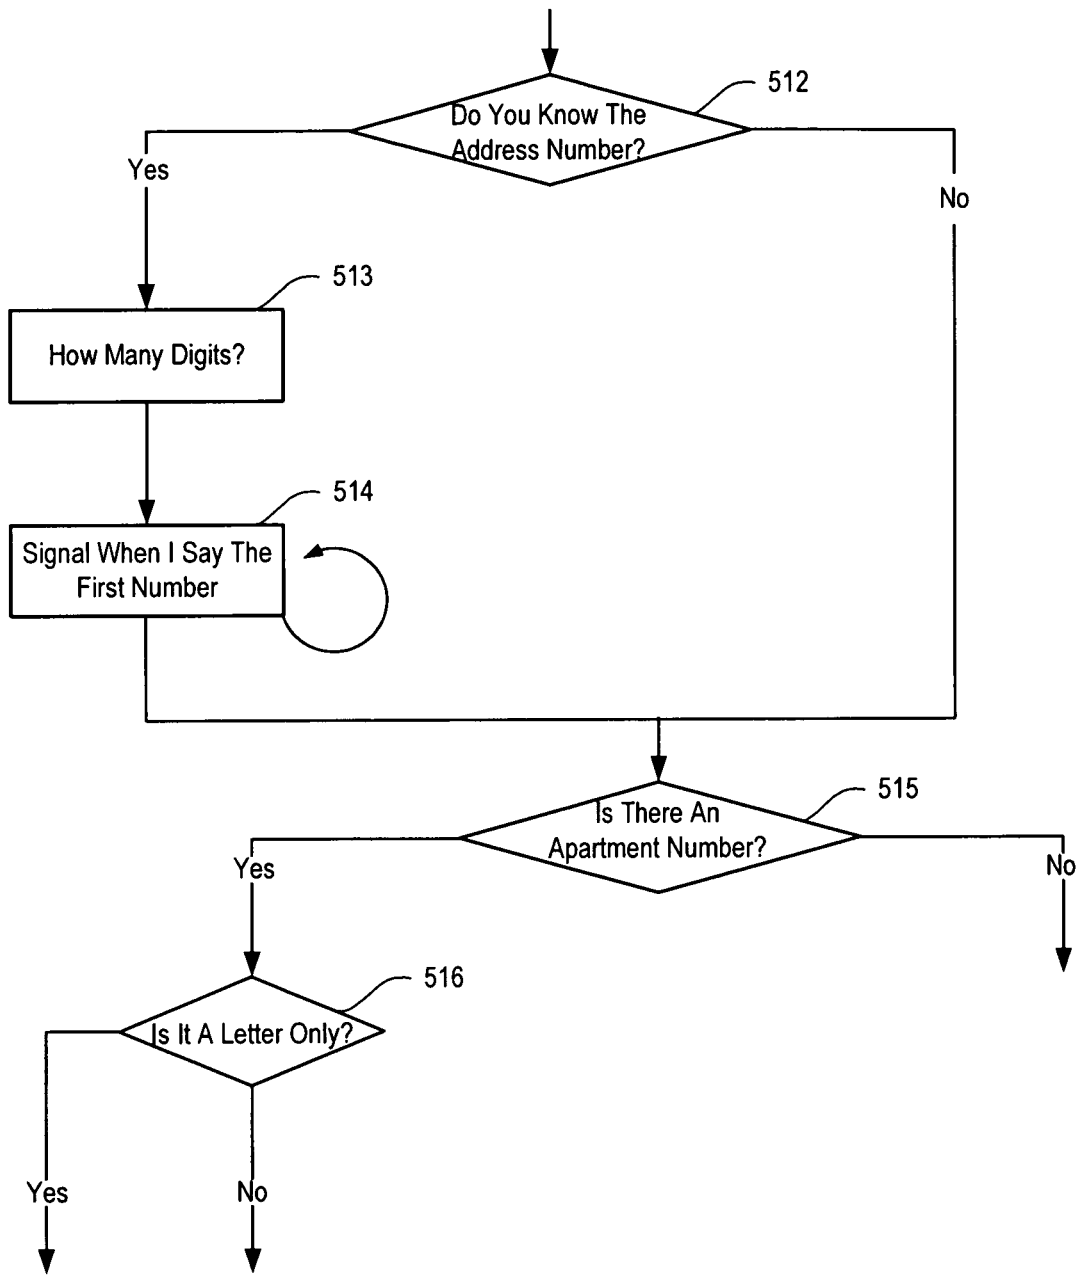 512
Do You Know The
Address Number?
Yes
No
513
How Many Digits?
514
Signal When I Say The
First Number
515
Is There An
Apartment Number?
Yes
No
516
Is It A Letter Only?
Yes
No